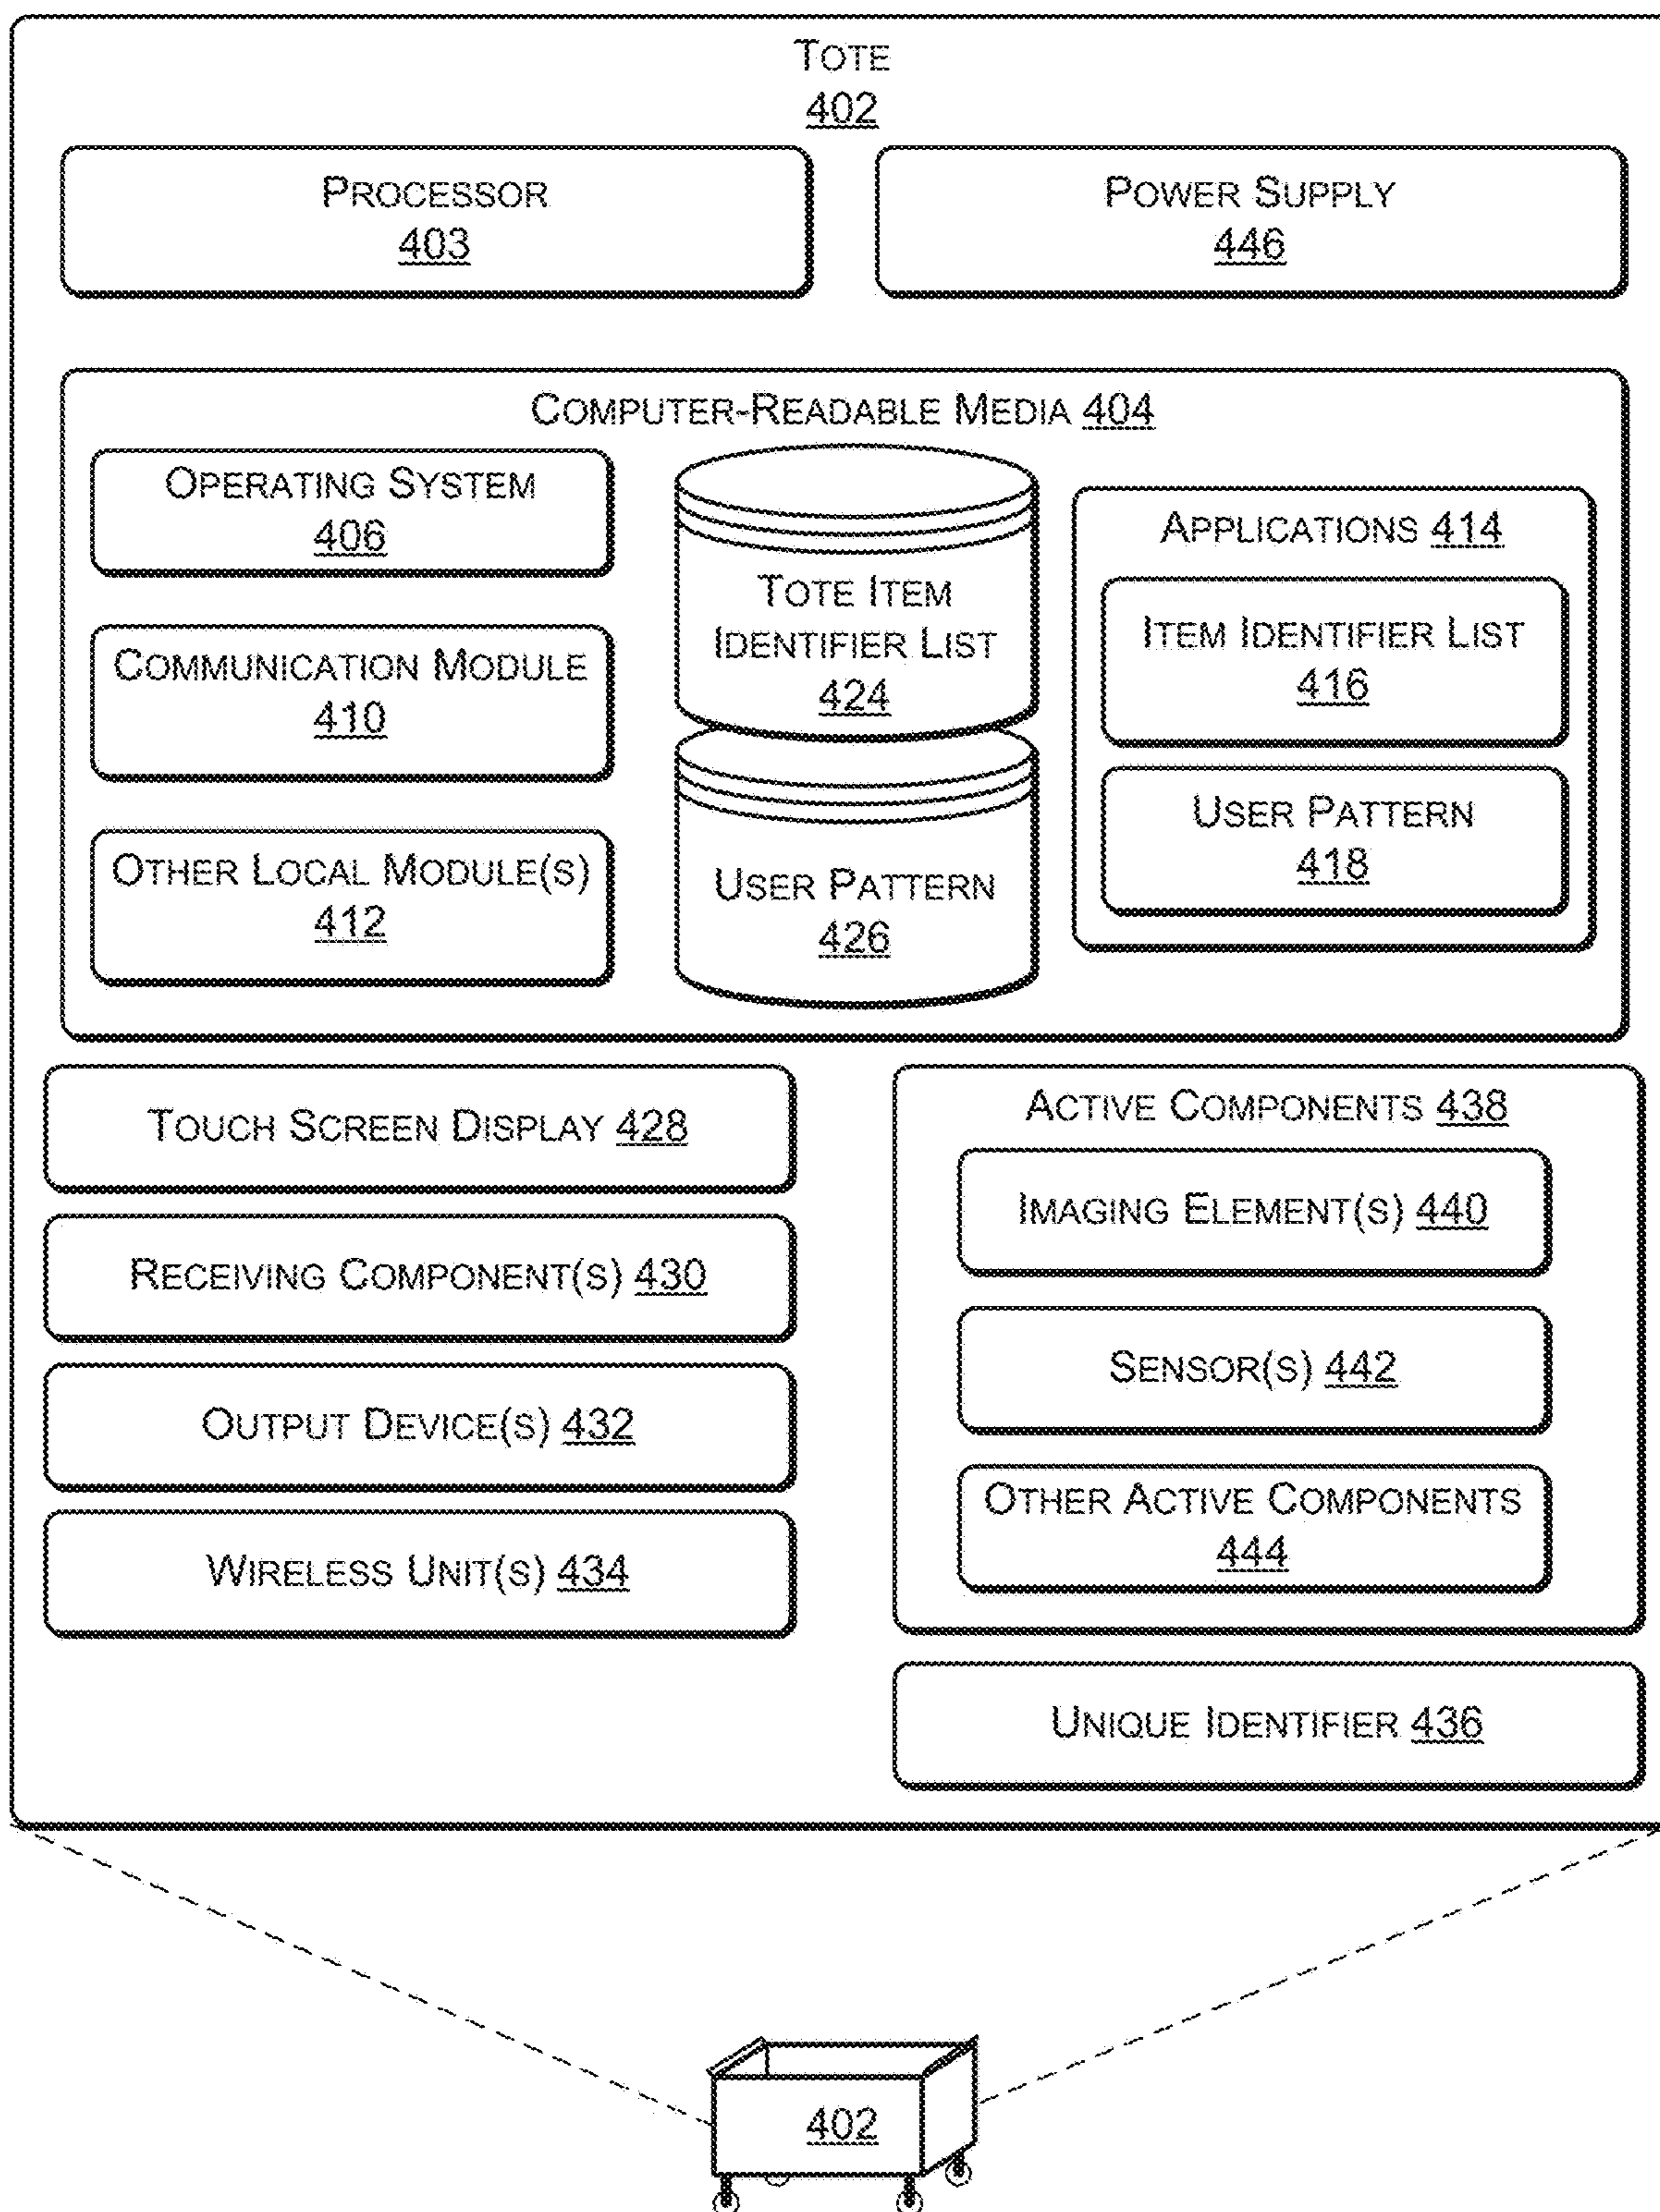 TOTE
402
PROCESSOR
403
POWER SUPPLY
446
COMPUTER-READABLE MEDIA 404
OPERATING SYSTEM
406
COMMUNICATION MODULE
410
OTHER LOCAL MODULE(S)
412
TOTE ITEM
IDENTIFIER LIST
424
USER PATTERN
426
APPLICATIONS 414
ITEM IDENTIFIER LIST
416
USER PATTERN
418
TOUCH SCREEN DISPLAY 428
RECEIVING COMPONENT(S) 430
OUTPUT DEVICE(S) 432
WIRELESS UNIT(S) 434
ACTIVE COMPONENTS 438
IMAGING ELEMENT(S) 440
SENSOR(S) 442
OTHER ACTIVE COMPONENTS
444
UNIQUE IDENTIFIER 436
402